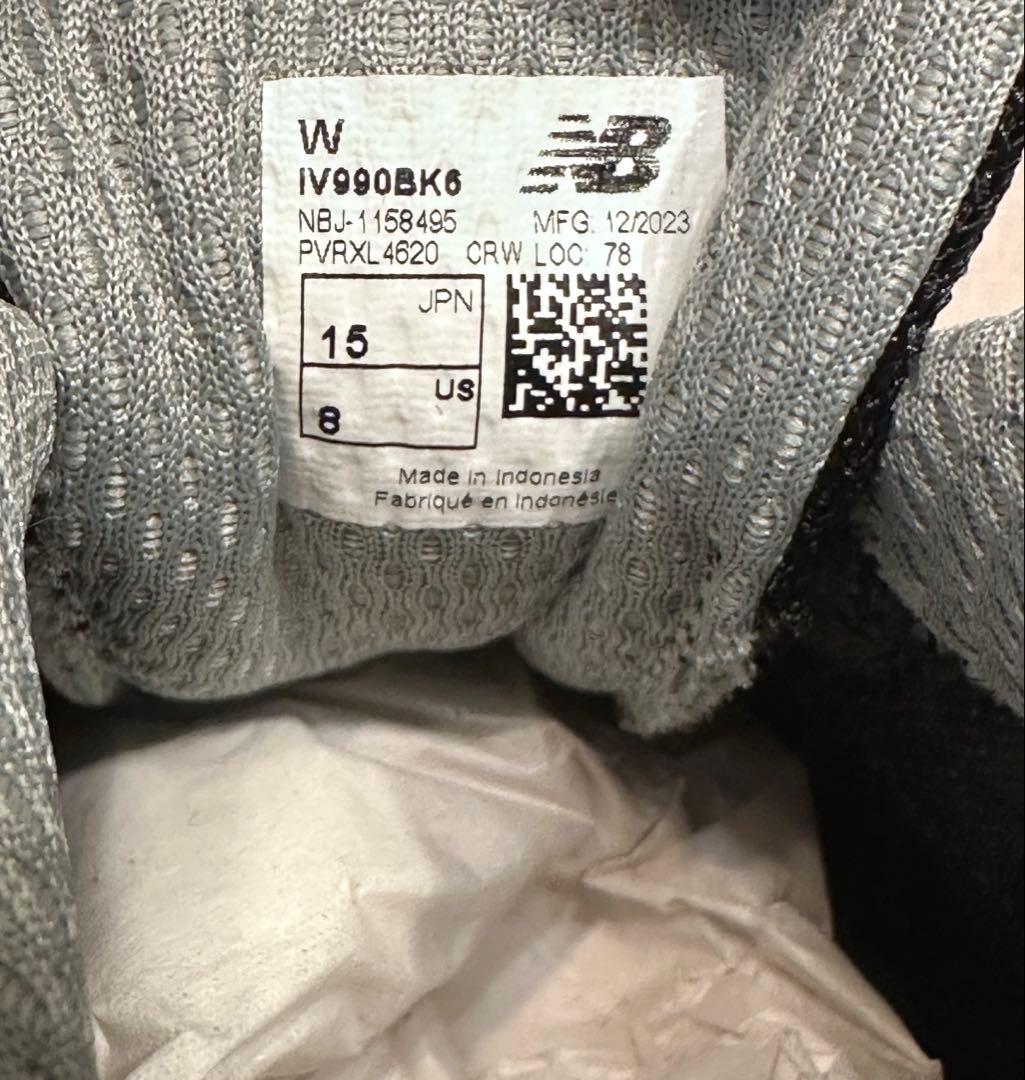 W
NB
IV990BK6
NBJ-1158495 MFG: 12/2023
PVRXL4620 CRW LOC: 78
JPN
15
US
8
Made in Indonesia
Fabriqué en Indonésie